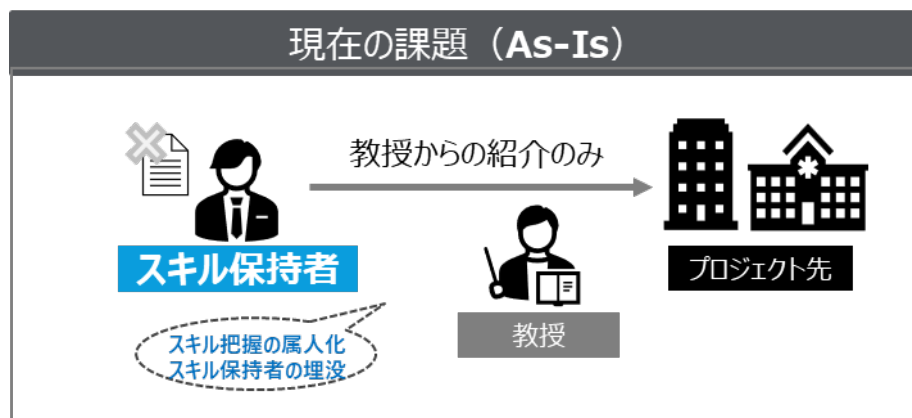 現在の課題（As-Is）
教授からの紹介のみ
スキル保持者
プロジェクト先
教授
スキル把握の属人化
スキル保持者の埋没